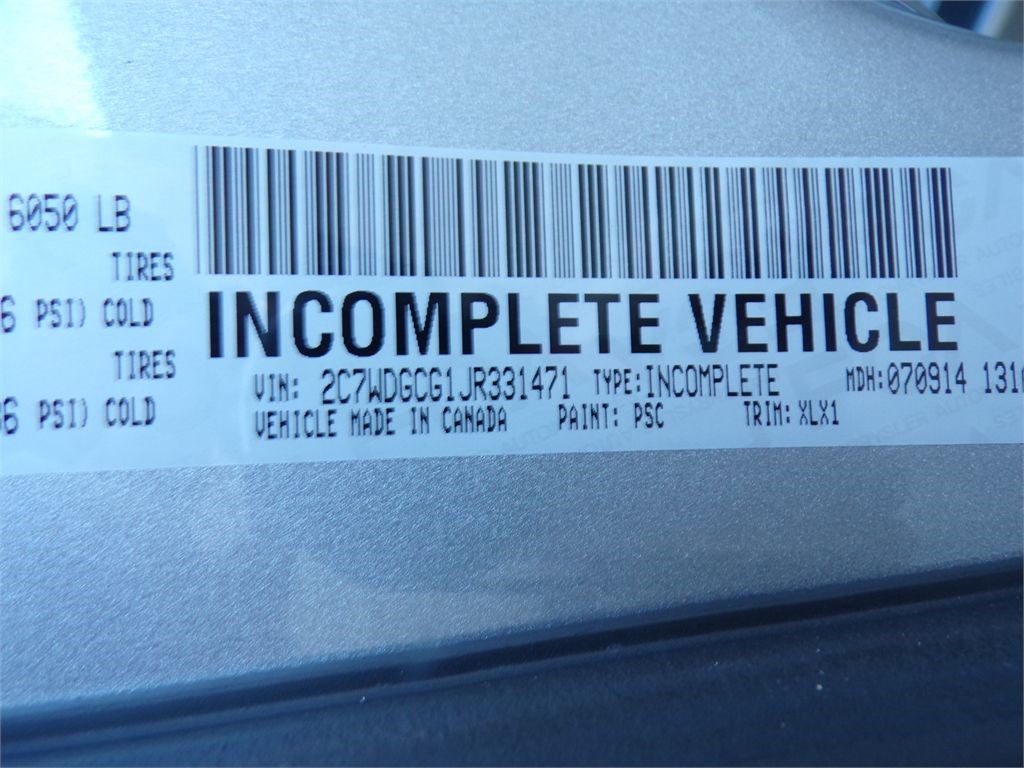 6050 LB
TIRES
6 PSI) COLD
TIRES
6 PSI) COLD
INCOMPLETE VEHICLE
VIN: 2C7WDGCG1JR331471 TYPE:INCOMPLETE MDH:070914 131
VEHICLE MADE IN CANADA PAINT: PSC TRIM: XLX1